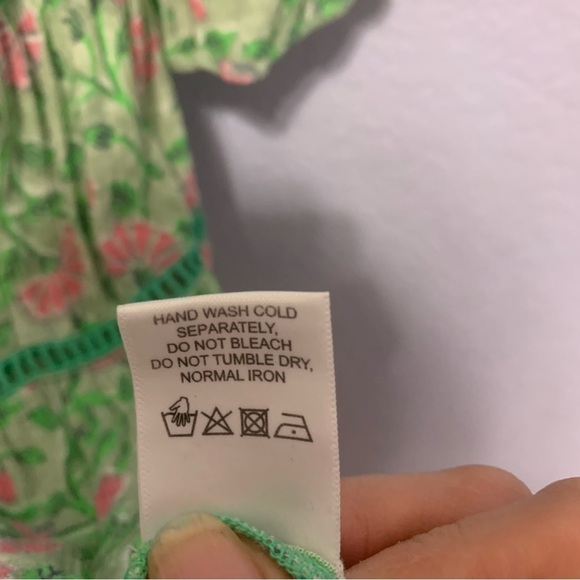 HAND WASH COLD
SEPARATELY,
DO NOT BLEACH
DO NOT TUMBLE DRY,
NORMAL IRON